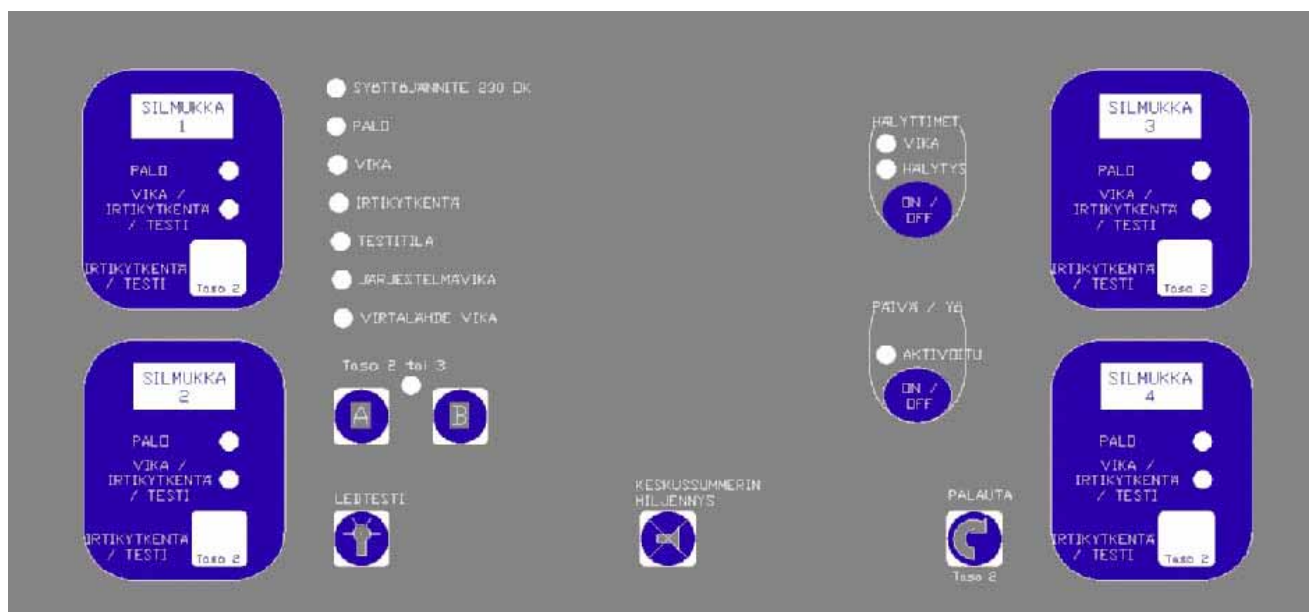 SILMUKKA
1
PALO
VIKA /
IRTIKYTKENTÄ
/ TESTI
IRTIKYTKENTÄ
/ TESTI
Taso 2
SILMUKKA
2
PALO
VIKA /
IRTIKYTKENTÄ
/ TESTI
IRTIKYTKENTÄ
/ TESTI
Taso 2
SYÖTTÖJÄNNITE 230 OK
PALO
VIKA
IRTIKYTKENTÄ
TESTITILA
JÄRJESTELMÄVIKA
VIRTALÄHDE VIKA
Taso 2 tai 3
A
B
LEDTESTI
KESKUSSUMMERIN
HILJENNYS
HÄLYTTIMET
VIKA
HÄLYTYS
ON /
OFF
PÄIVÄ / YÖ
AKTIVOITU
ON /
OFF
PALAUTA
Taso 2
SILMUKKA
3
PALO
VIKA /
IRTIKYTKENTÄ
/ TESTI
IRTIKYTKENTÄ
/ TESTI
Taso 2
SILMUKKA
4
PALO
VIKA /
IRTIKYTKENTÄ
/ TESTI
IRTIKYTKENTÄ
/ TESTI
Taso 2